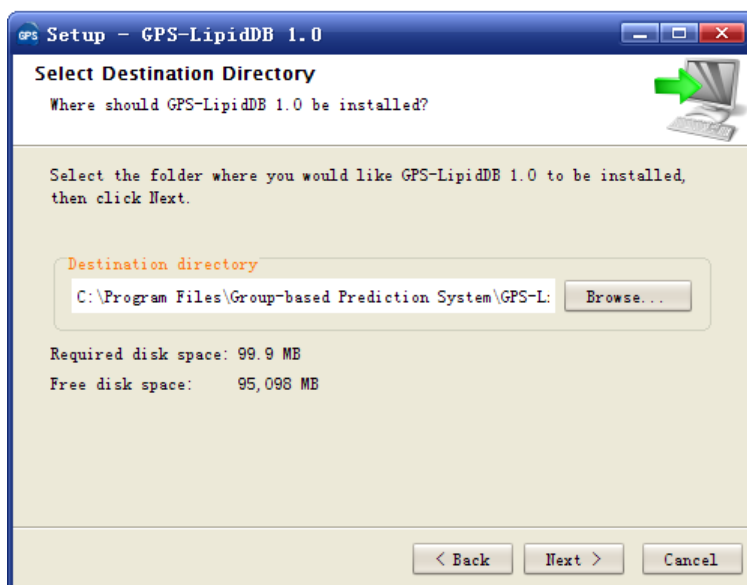 GPS Setup - GPS-LipidDB 1.0
Select Destination Directory
Where should GPS-LipidDB 1.0 be installed?
Select the folder where you would like GPS-LipidDB 1.0 to be installed,
then click Next.
Destination directory
C:\Program Files\Group-based Prediction System\GPS-L: Browse...
Required disk space: 99.9 MB
Free disk space: 95,098 MB
< Back Next > Cancel